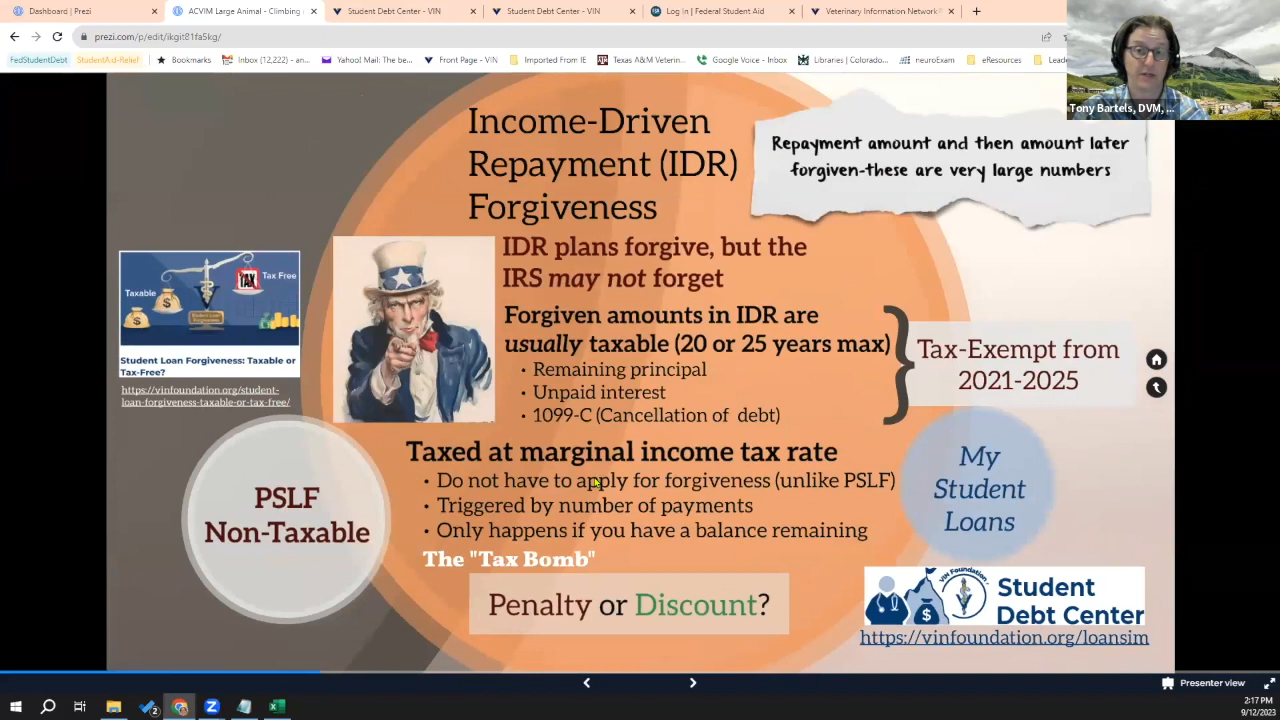 Dashboard | Prezi
ACVIM Large Animal - Climbing
Student Debt Center - VIN
Student Debt Center - VIN
Log In | Federal Student Aid
Veterinary Information Network
prezi.com/p/edit/ikgit81fa5kg/
FedStudentDebt
StudentAid-Relief
Bookmarks
Inbox (12,222) - an...
Yahoo! Mail: The be...
Front Page - VIN
Imported From IE
Texas A&M Veterin...
Google Voice - Inbox
Libraries | Colorado...
neuroExam
eResources
Tony Bartels, DVM, ...
Income-Driven
Repayment (IDR)
Forgiveness
Repayment amount and then amount later
forgiven-these are very large numbers
IDR plans forgive, but the
IRS may not forget
Taxable
Tax Free
TAX
Student Loan Forgiveness: Taxable or
Tax-Free?
https://vinfoundation.org/student-
loan-forgiveness-taxable-or-tax-free/
Forgiven amounts in IDR are
usually taxable (20 or 25 years max)
• Remaining principal
• Unpaid interest
• 1099-C (Cancellation of debt)
Tax-Exempt from
2021-2025
Taxed at marginal income tax rate
• Do not have to apply for forgiveness (unlike PSLF)
• Triggered by number of payments
• Only happens if you have a balance remaining
PSLF
Non-Taxable
My
Student
Loans
The "Tax Bomb"
Penalty or Discount?
VIN Foundation
Student
Debt Center
https://vinfoundation.org/loansim
Presenter view
2:17 PM
9/12/2023